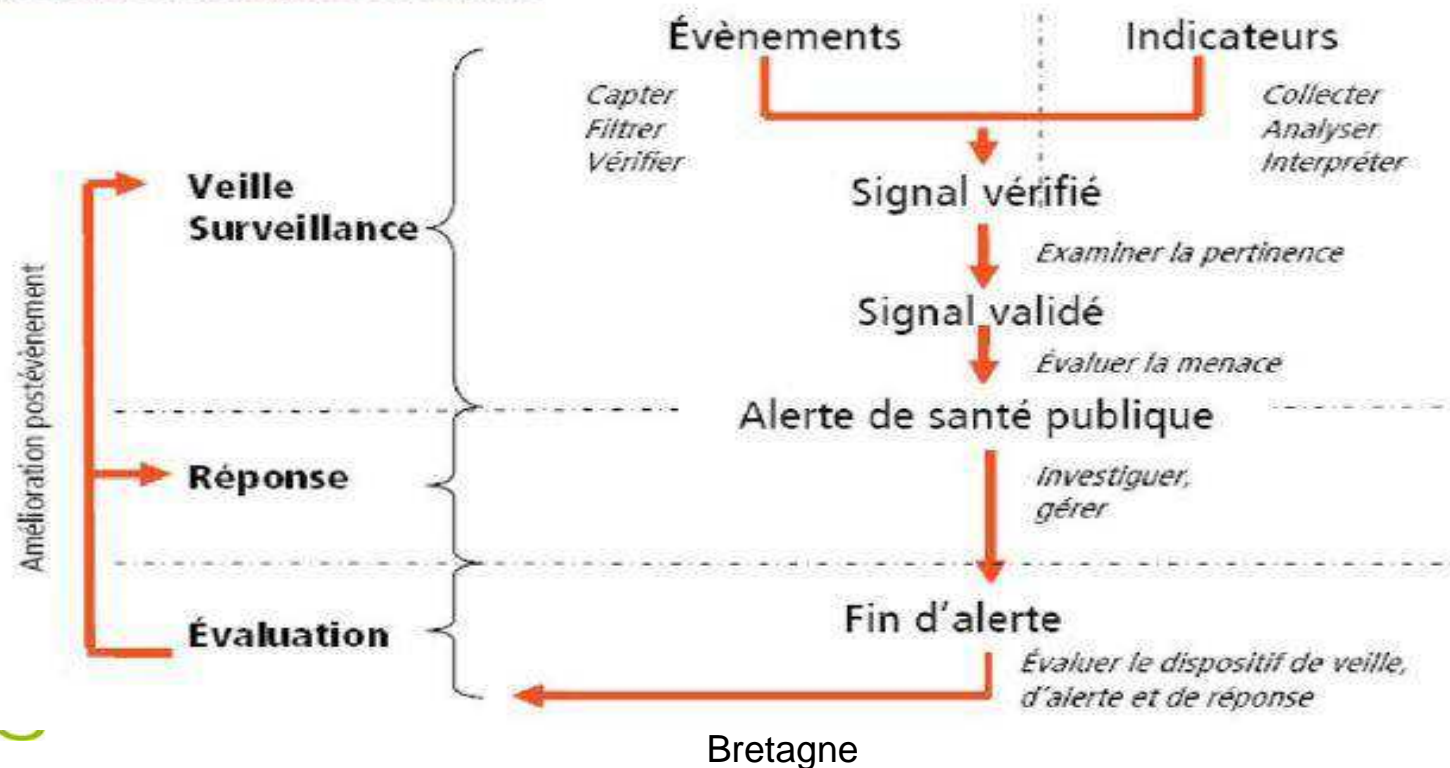 Évènements
Indicateurs
Capter
Filtrer
Vérifier
Collecter
Analyser
Interpréter
Veille
Surveillance
Signal vérifié
Examiner la pertinence
Signal validé
Évaluer la menace
Amélioration postévènement
Alerte de santé publique
Réponse
Investiguer,
gérer
Évaluation
Fin d'alerte
Évaluer le dispositif de veille,
d'alerte et de réponse
Bretagne